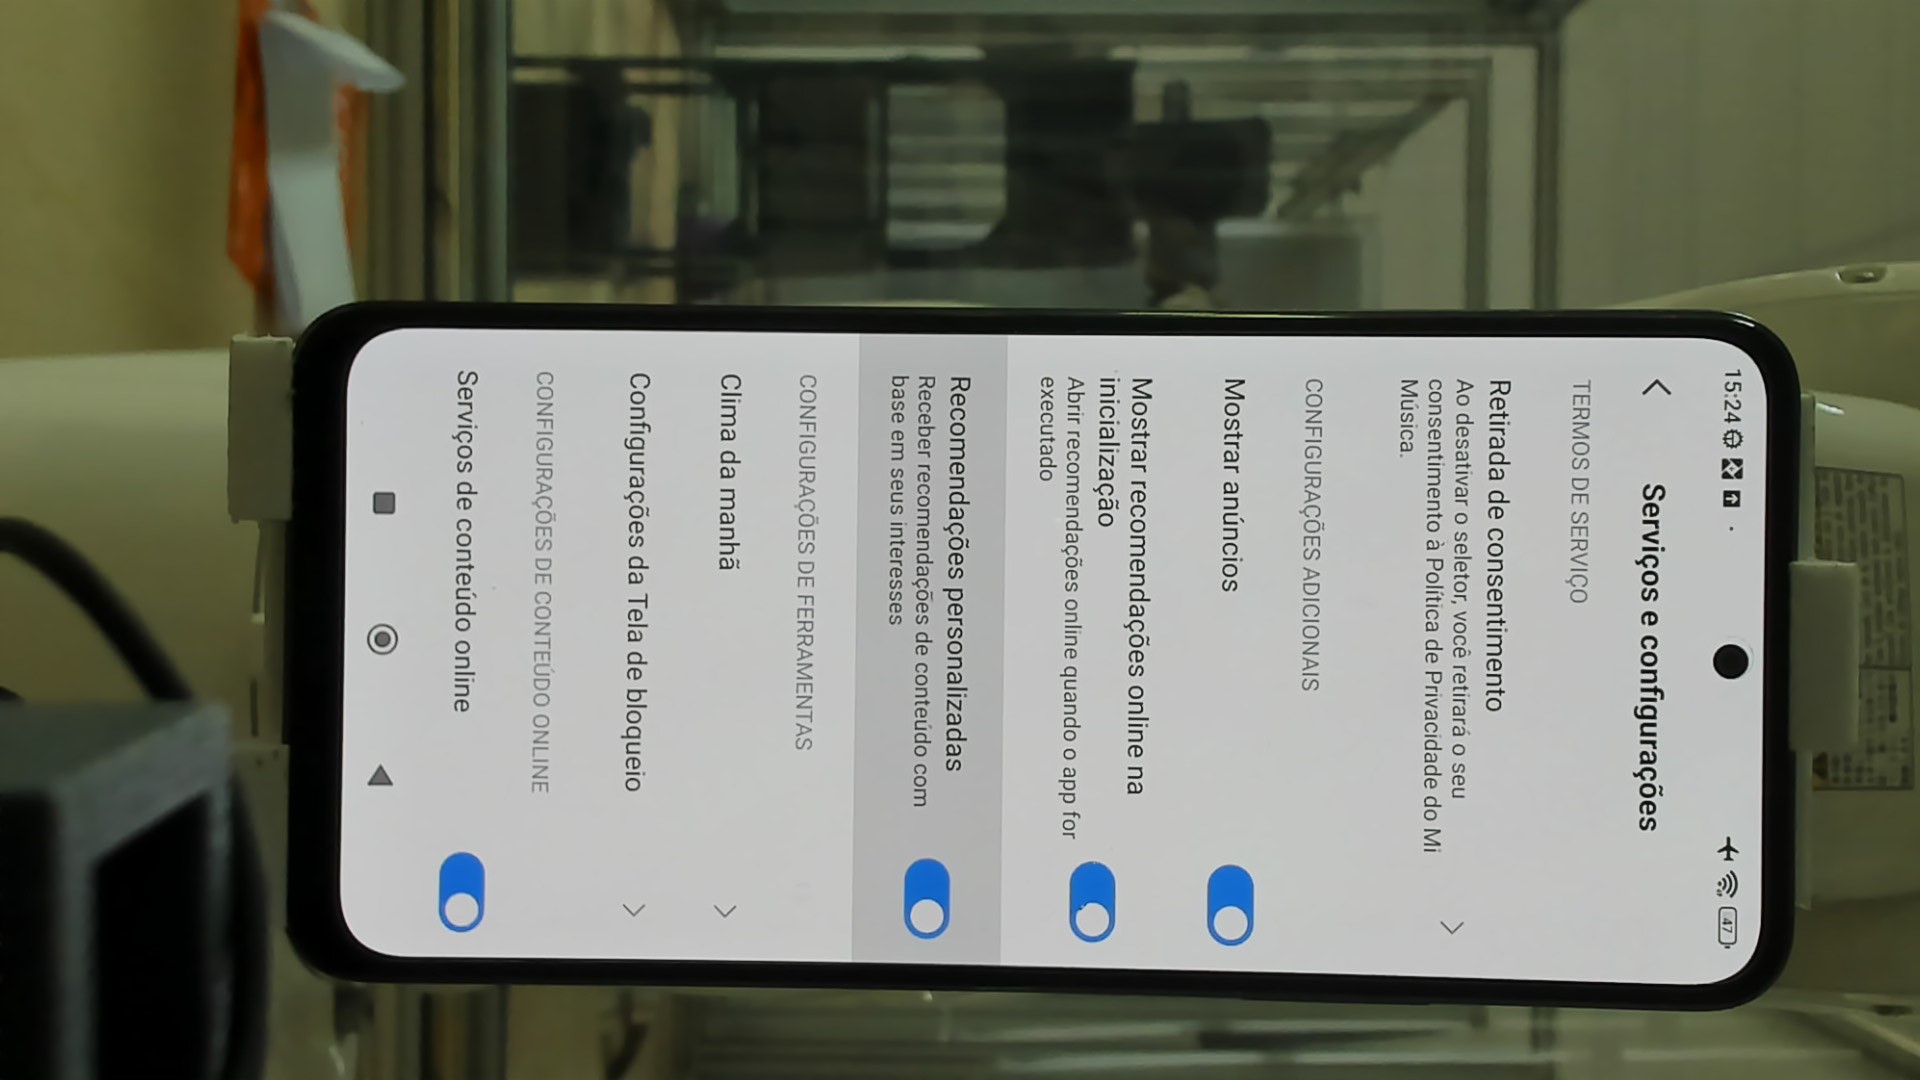 15:24
47
Serviços e configurações
TERMOS DE SERVIÇO
Retirada de consentimento
Ao desativar o seletor, você retirará o seu
consentimento à Política de Privacidade do Mi
Música.
CONFIGURAÇÕES ADICIONAIS
Mostrar anúncios
Mostrar recomendações online na
inicialização
Abrir recomendações online quando o app for
executado
Recomendações personalizadas
Receber recomendações de conteúdo com
base em seus interesses
CONFIGURAÇÕES DE FERRAMENTAS
Clima da manhã
Configurações da Tela de bloqueio
CONFIGURAÇÕES DE CONTEÚDO ONLINE
Serviços de conteúdo online